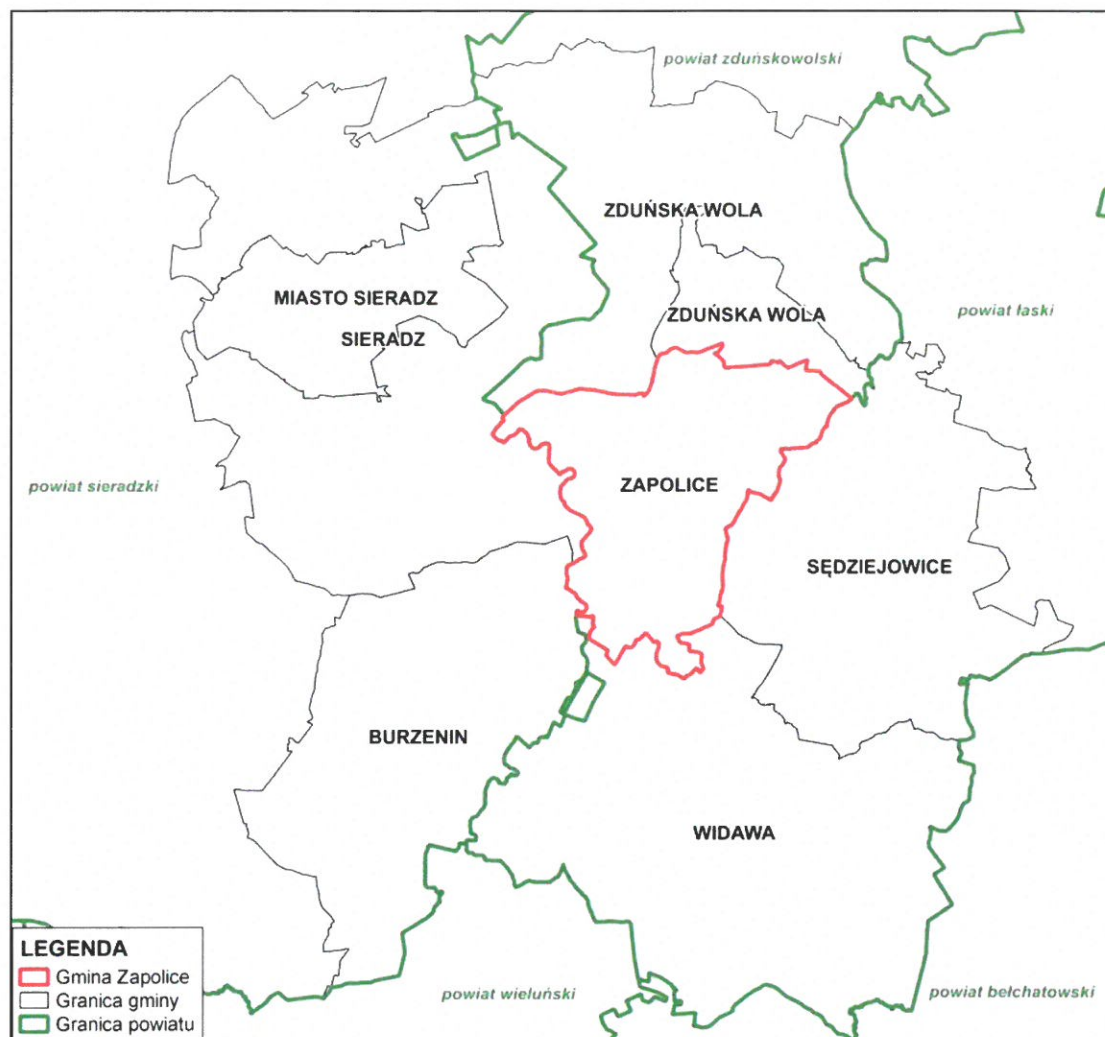 powiat zduńskowolski
ZDUŃSKA WOLA
MIASTO SIERADZ
ZDUŃSKA WOLA
powiat łaski
SIERADZ
powiat sieradzki
ZAPOLICE
SĘDZIEJOWICE
BURZENIN
WIDAWA
LEGENDA
Gmina Zapolice
Granica gminy
Granica powiatu
powiat wieluński
powiat bełchatowski